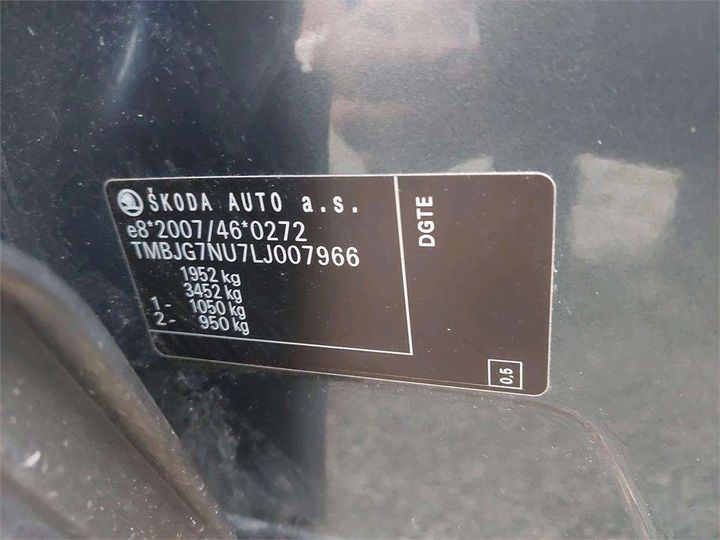 ŠKODA AUTO a.s.
e8*2007/46*0272
TMBJG7NU7LJ007966
1952 kg
3452 kg
1 - 1050 kg
2.- 950 kg
DGTE
0,5